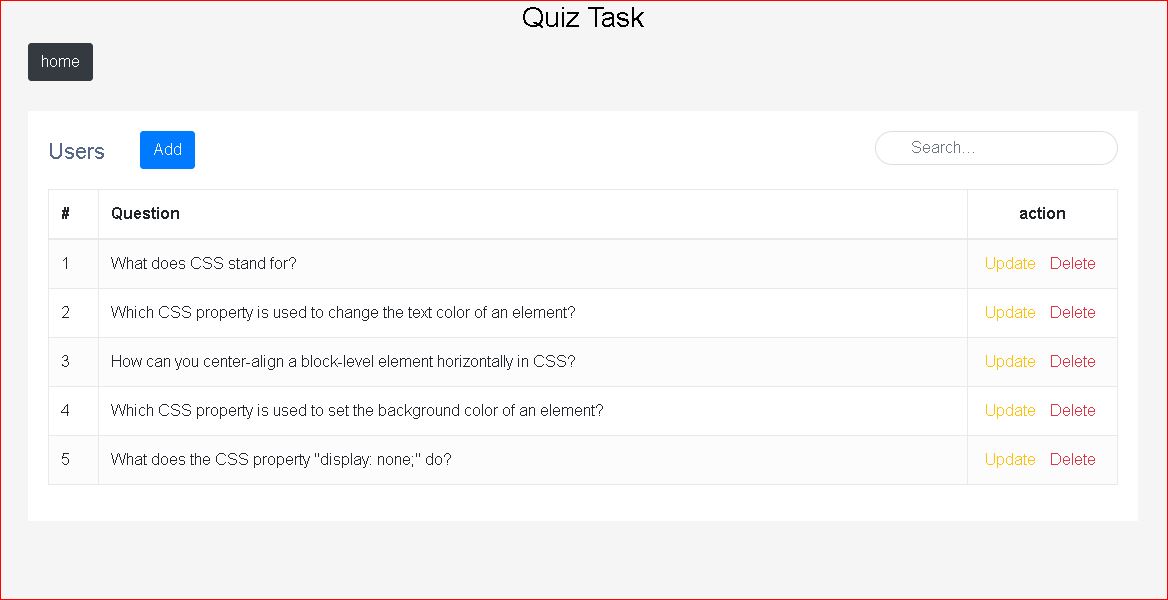 Quiz Task
home
Users Add Search...
# Question action
1 What does CSS stand for? Update Delete
2 Which CSS property is used to change the text color of an element? Update Delete
3 How can you center-align a block-level element horizontally in CSS? Update Delete
4 Which CSS property is used to set the background color of an element? Update Delete
5 What does the CSS property "display: none;" do? Update Delete